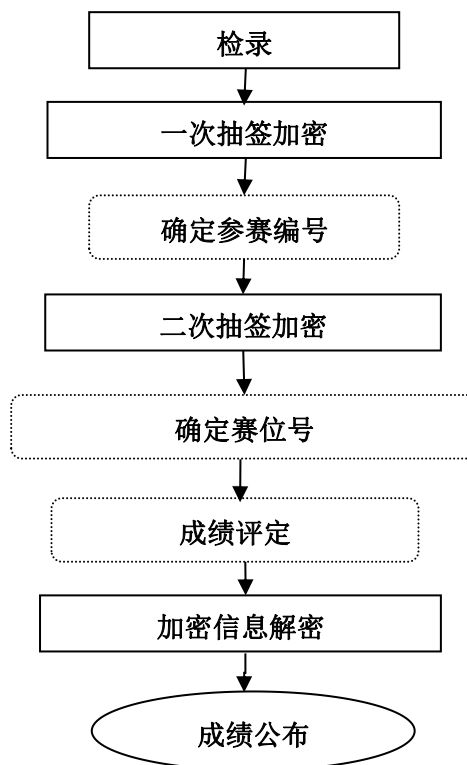 检录
一次抽签加密
确定参赛编号
二次抽签加密
确定赛位号
成绩评定
加密信息解密
成绩公布